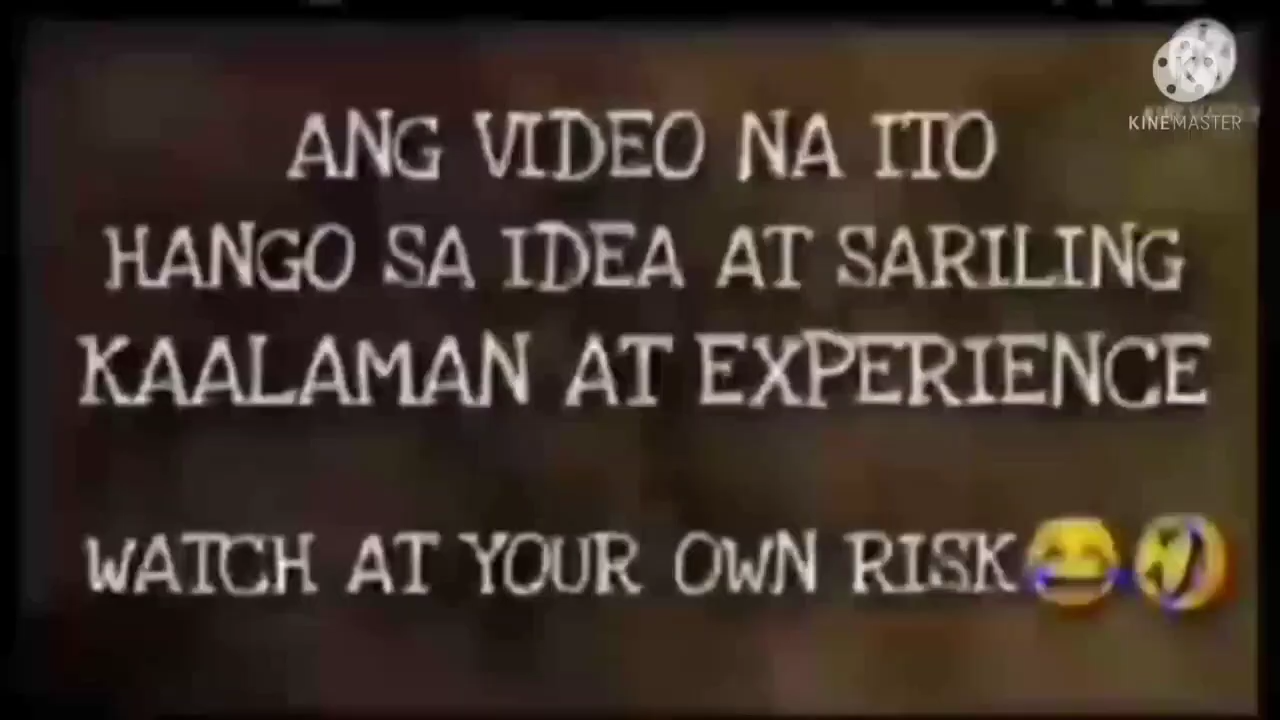 ANG VIDEO NA ITO
HANGO SA IDEA AT SARILING
KAALAMAN AT EXPERIENCE
WATCH AT YOUR OWN RISK😄🤣
KINEMASTER